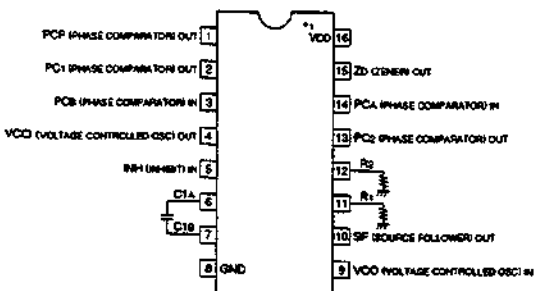 PCP (PHASE COMPARATOR) OUT 1
PC1 (PHASE COMPARATOR) OUT 2
PCB (PHASE COMPARATOR) IN 3
VCO (VOLTAGE CONTROLLED OSC) OUT 4
INH (INHIBIT) IN 5
C1A 6
C1B 7
8 GND
VDD 16
15 ZD (ZENER) OUT
14 PCA (PHASE COMPARATOR) IN
13 PC2 (PHASE COMPARATOR) OUT
12 R2
11 R1
10 SF (SOURCE FOLLOWER) OUT
9 VCO (VOLTAGE CONTROLLED OSC) IN